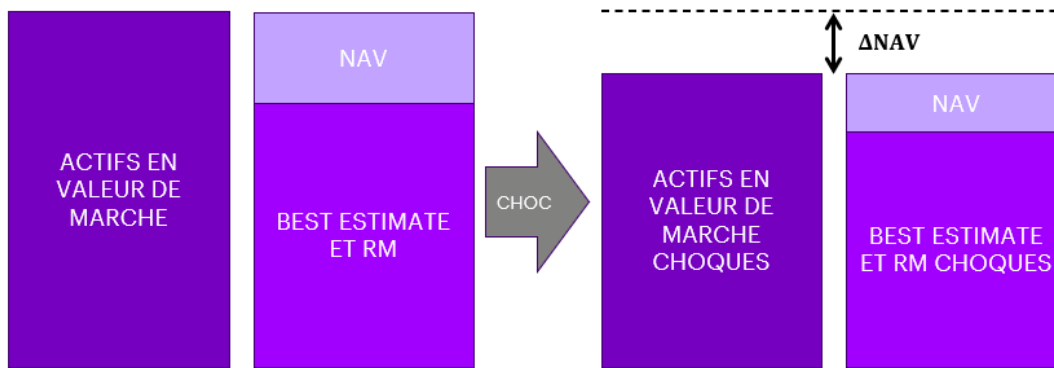 ACTIFS EN
VALEUR DE
MARCHE
NAV
BEST ESTIMATE
ET RM
CHOC
ΔNAV
ACTIFS EN
VALEUR DE
MARCHE
CHOQUES
NAV
BEST ESTIMATE
ET RM CHOQUES